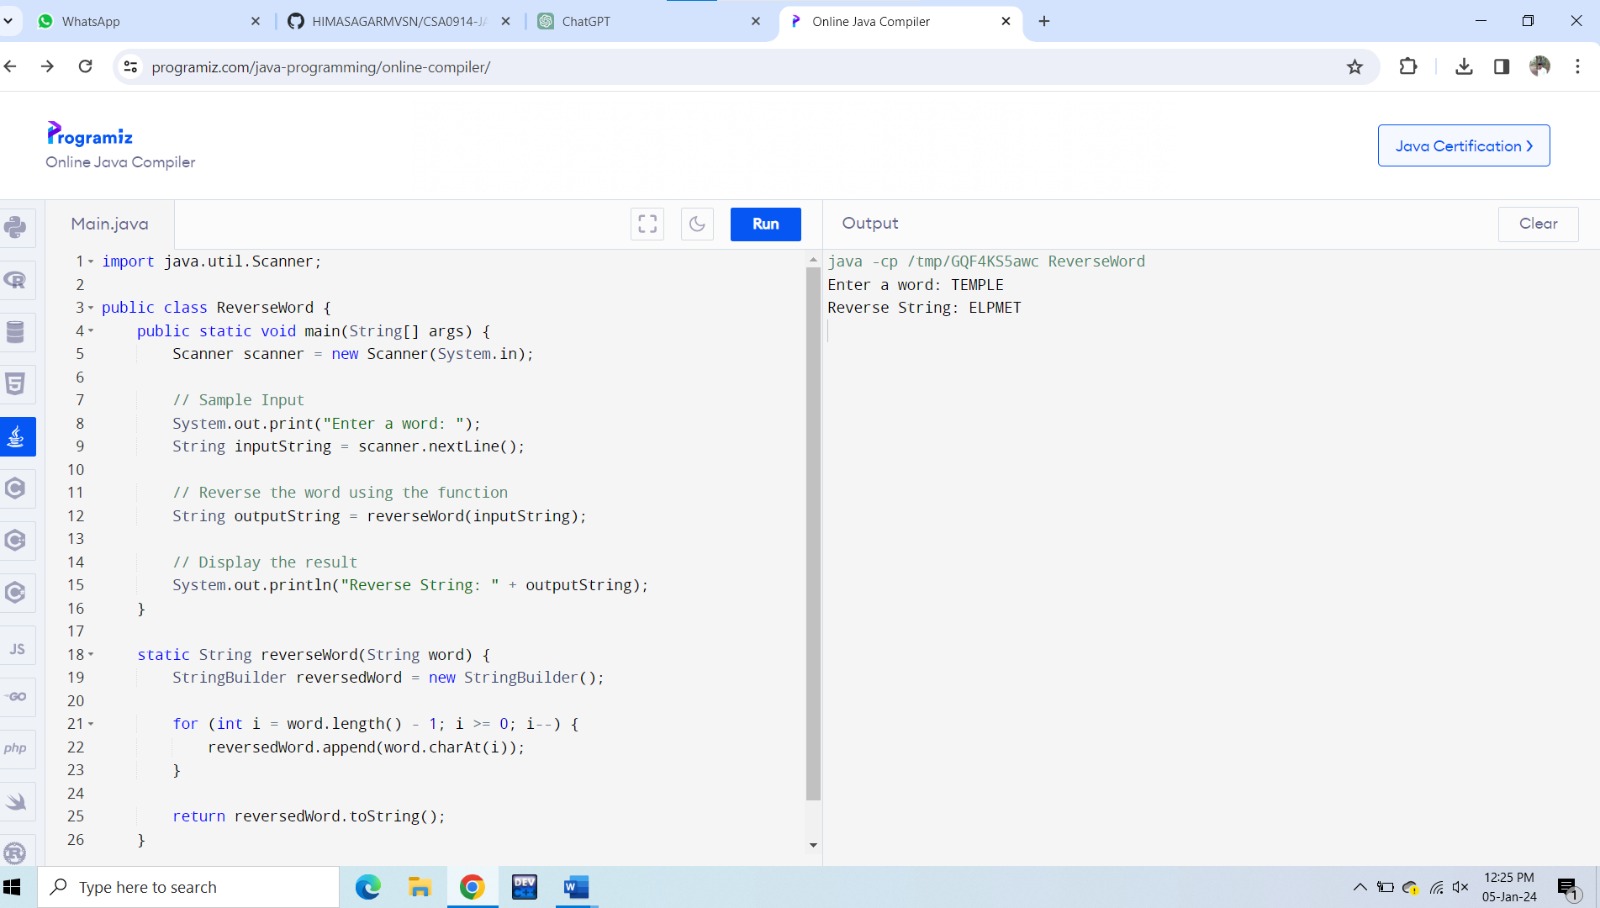 WhatsApp
HIMASAGARMVSN/CSA0914-JA
ChatGPT
Online Java Compiler
programiz.com/java-programming/online-compiler/
Programiz
Online Java Compiler
Java Certification >
Main.java
Run
Output
Clear
1 import java.util.Scanner;
2
3 public class ReverseWord {
4 public static void main(String[] args) {
5 Scanner scanner = new Scanner(System.in);
6
7 // Sample Input
8 System.out.print("Enter a word: ");
9 String inputString = scanner.nextLine();
10
11 // Reverse the word using the function
12 String outputString = reverseWord(inputString);
13
14 // Display the result
15 System.out.println("Reverse String: " + outputString);
16 }
17
18 static String reverseWord(String word) {
19 StringBuilder reversedWord = new StringBuilder();
20
21 for (int i = word.length() - 1; i >= 0; i--) {
22 reversedWord.append(word.charAt(i));
23 }
24
25 return reversedWord.toString();
26 }
java -cp /tmp/GQF4KS5awc ReverseWord
Enter a word: TEMPLE
Reverse String: ELPMET
JS
GO
php
Type here to search
DEV
C++
W
12:25 PM
05-Jan-24
1